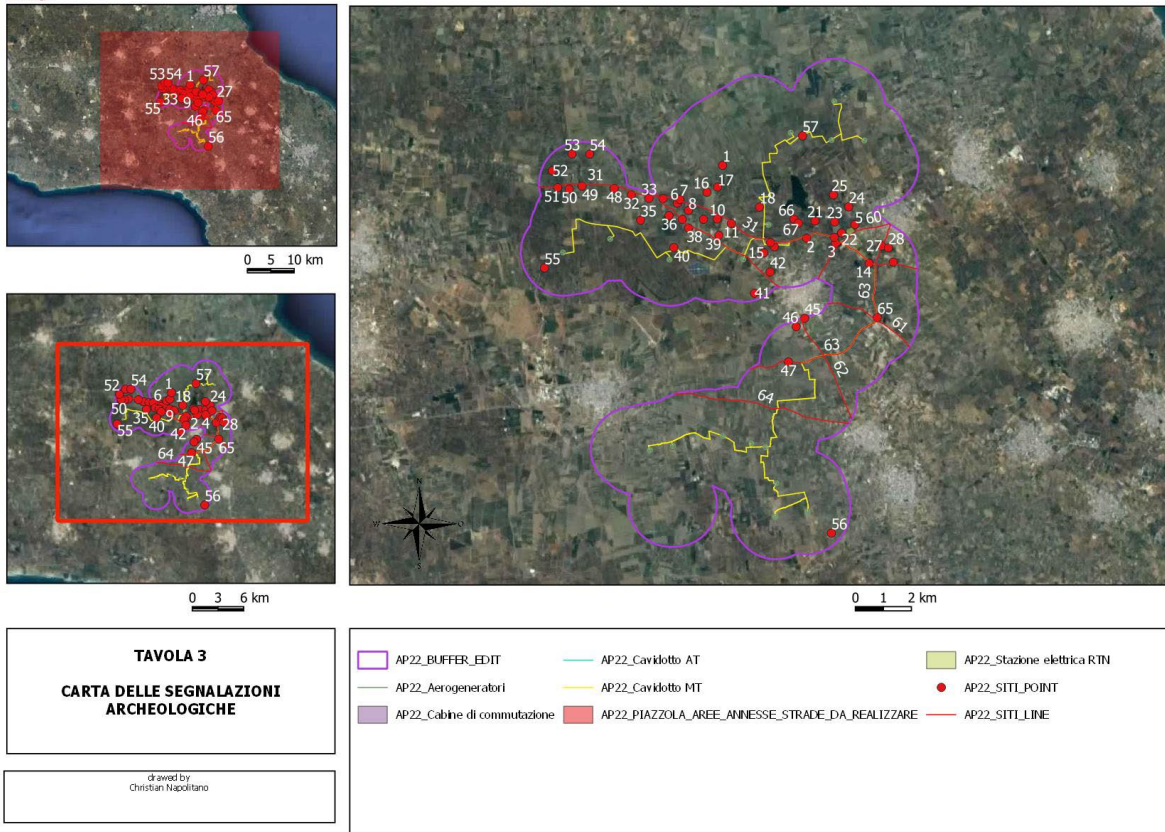 5354 1 57
33 27
55 9 65
46
56
0 5 10 km
52 54 1 57
6 18 24
50 9
35 40 2 4 28
55 42 45 65
64 47
56
0 3 6 km
57
53 54 1
52 31 16 17 25
51 50 49 48 33 67 18 24
32 35 8 10 66 21 23 5 60
36 11 31 67 22
38 39 2 3 27 28
40 15 14
55 42 63
41
46 45 65 61
63
47 62
64
N
W O
S
56
0 1 2 km
TAVOLA 3
CARTA DELLE SEGNALAZIONI
ARCHEOLOGICHE
drawed by
Christian Napolitano
AP22_BUFFER_EDIT AP22_Cavidotto AT AP22_Stazione elettrica RTN
AP22_Aerogeneratori AP22_Cavidotto MT AP22_SITI_POINT
AP22_Cabine di commutazione AP22_PIAZZOLA_AREE_ANNESSE_STRADE_DA_REALIZZARE AP22_SITI_LINE